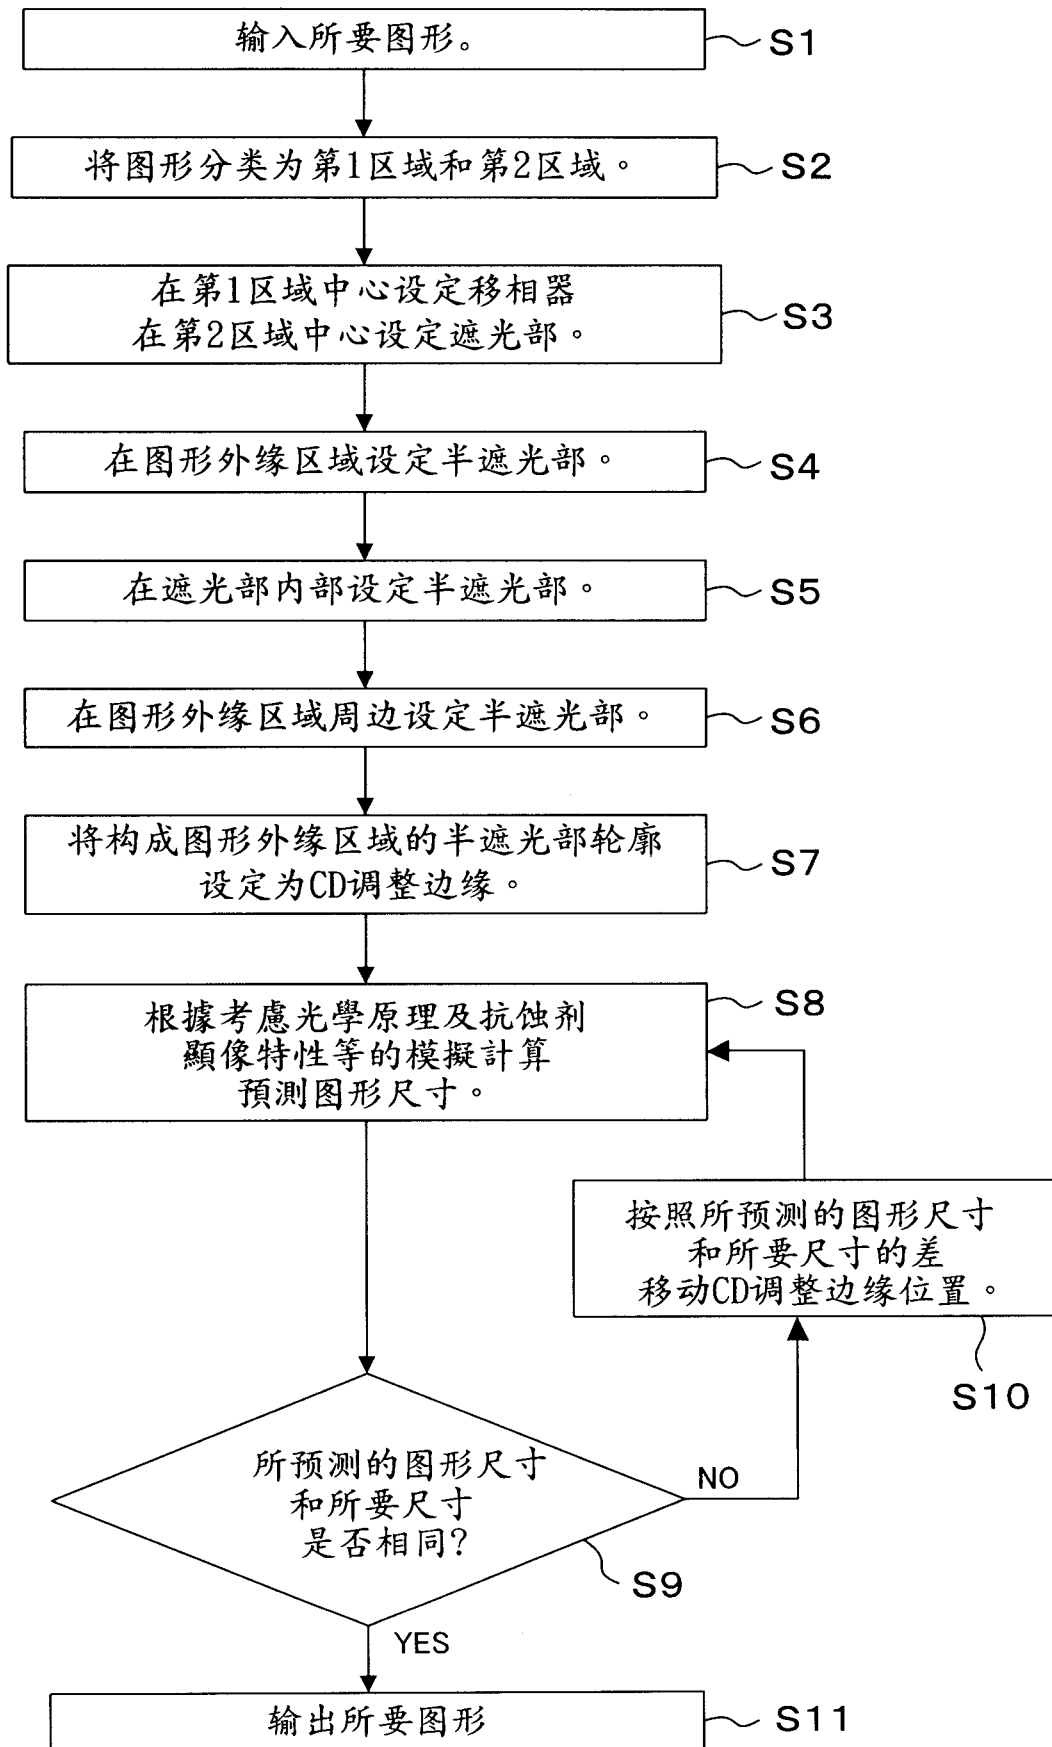 输入所要图形。
S1
将图形分类为第1区域和第2区域。
S2
在第1区域中心设定移相器
在第2区域中心设定遮光部。
S3
在图形外缘区域设定半遮光部。
S4
在遮光部内部设定半遮光部。
S5
在图形外缘区域周边设定半遮光部。
S6
将构成图形外缘区域的半遮光部轮廓
设定为CD调整边缘。
S7
根據考慮光學原理及抗蚀剂
顯像特性等的模擬計算
預測图形尺寸。
S8
按照所预测的图形尺寸
和所要尺寸的差
移动CD调整边缘位置。
S10
所预测的图形尺寸
和所要尺寸
是否相同?
NO
S9
YES
输出所要图形
S11